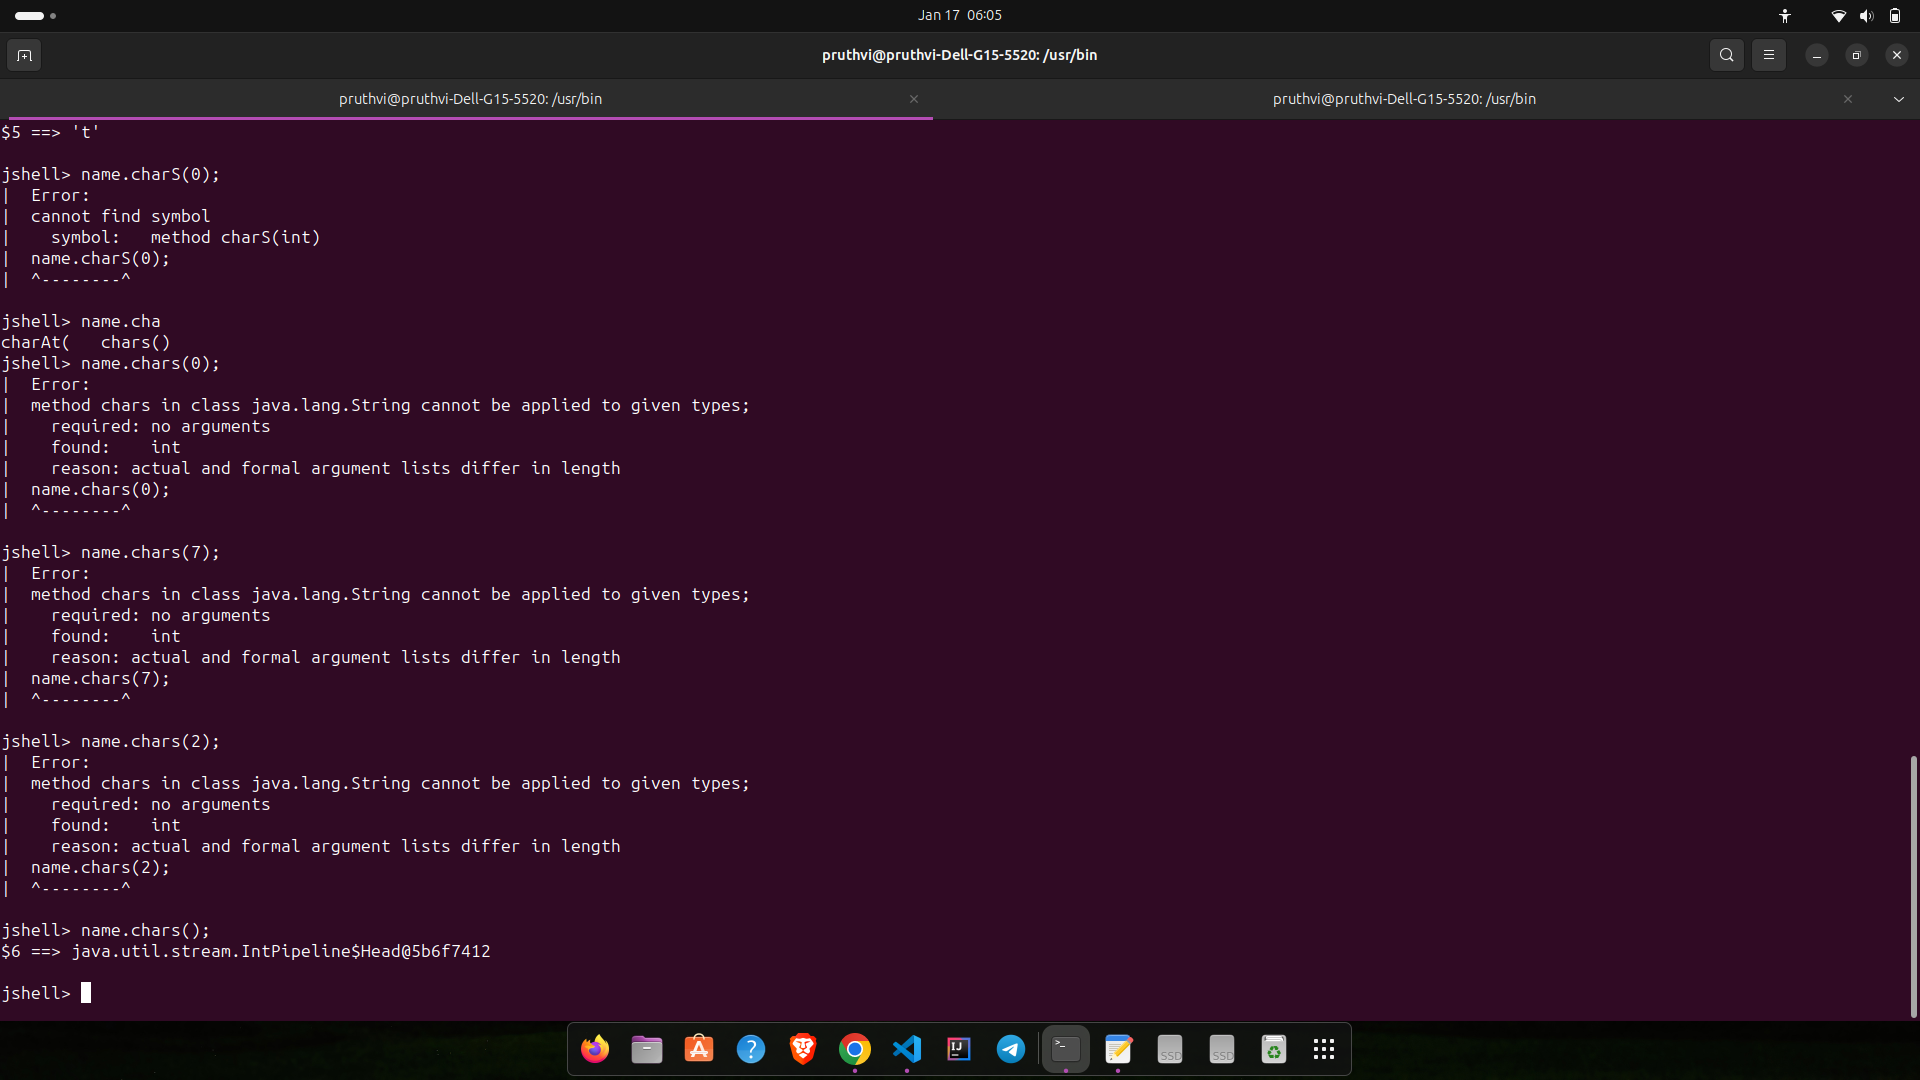 Jan 17  06:05
pruthvi@pruthvi-Dell-G15-5520: /usr/bin
pruthvi@pruthvi-Dell-G15-5520: /usr/bin
pruthvi@pruthvi-Dell-G15-5520: /usr/bin
$5 ==> 't'
jshell> name.charS(0);
|  Error:
|  cannot find symbol
|    symbol:   method charS(int)
|  name.charS(0);
|  ^--------^
jshell> name.cha
charAt(   chars()
jshell> name.chars(0);
|  Error:
|  method chars in class java.lang.String cannot be applied to given types;
|    required: no arguments
|    found:    int
|    reason: actual and formal argument lists differ in length
|  name.chars(0);
|  ^--------^
jshell> name.chars(7);
|  Error:
|  method chars in class java.lang.String cannot be applied to given types;
|    required: no arguments
|    found:    int
|    reason: actual and formal argument lists differ in length
|  name.chars(7);
|  ^--------^
jshell> name.chars(2);
|  Error:
|  method chars in class java.lang.String cannot be applied to given types;
|    required: no arguments
|    found:    int
|    reason: actual and formal argument lists differ in length
|  name.chars(2);
|  ^--------^
jshell> name.chars();
$6 ==> java.util.stream.IntPipeline$Head@5b6f7412
jshell>
IJ
>_
SSD
SSD